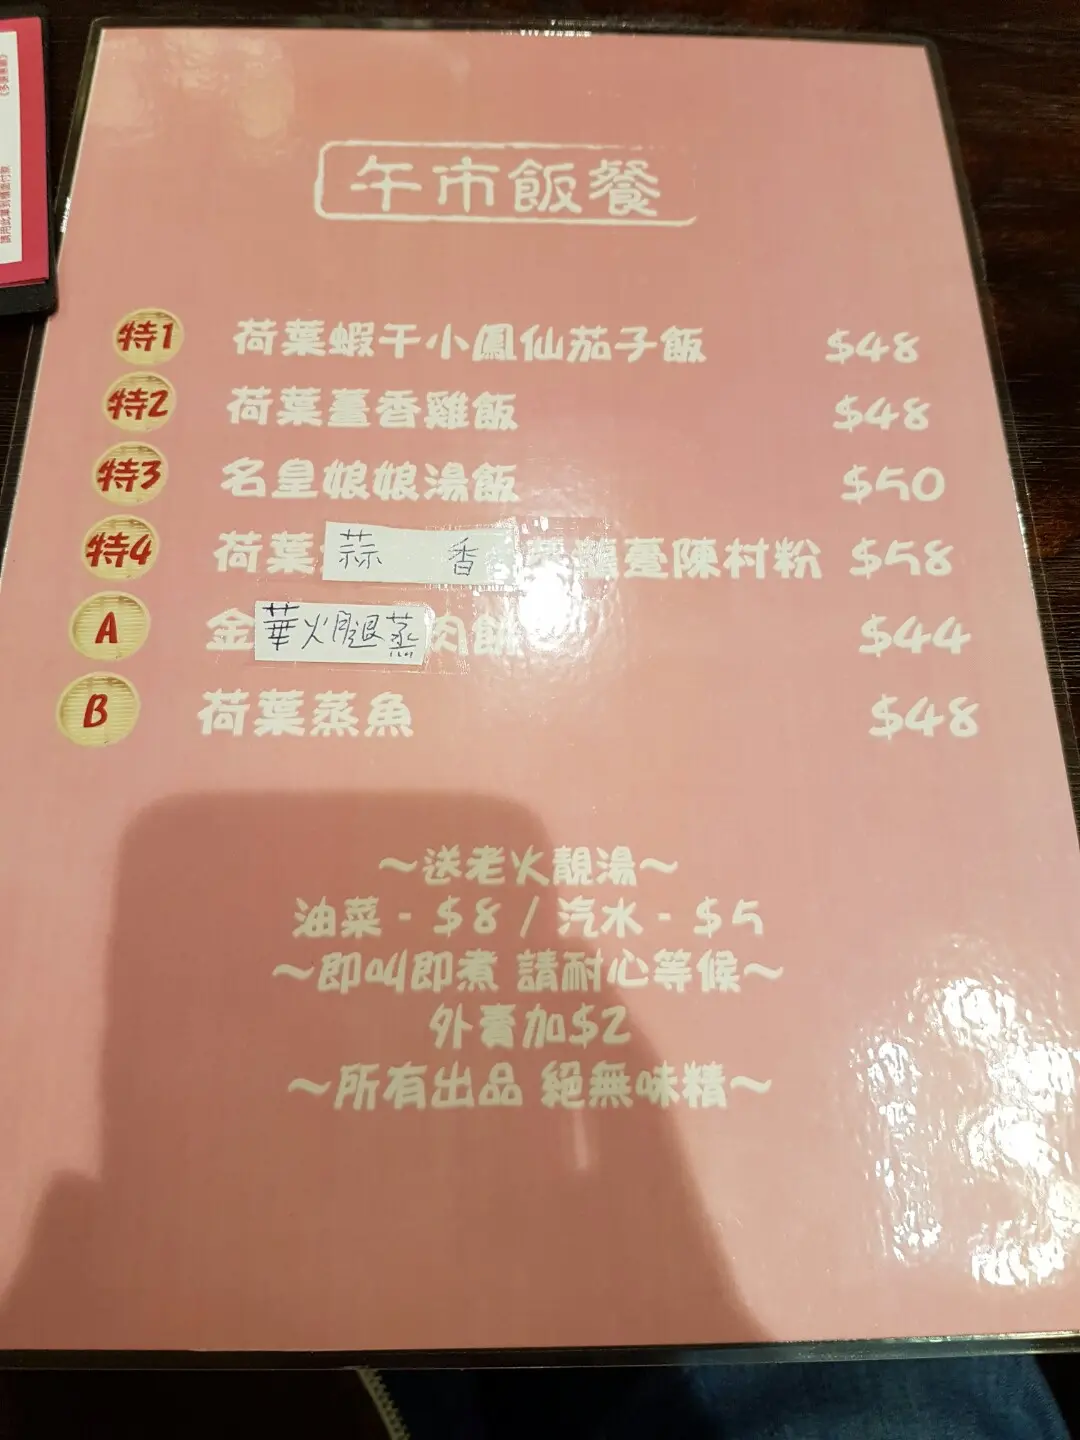 午市飯餐
特1 荷葉蝦干小鳳仙茄子飯 $48
特2 荷葉薑香雞飯 $48
特3 名皇娘娘湯飯 $50
特4 荷葉蒜香 薹陳村粉 $58
A 金華火腿蒸肉餅 $44
B 荷葉蒸魚 $48
～送老火靚湯～
油菜 - $8 / 汽水 - $5
～即叫即煮 請耐心等候～
外賣加$2
～所有出品 絕無味精～